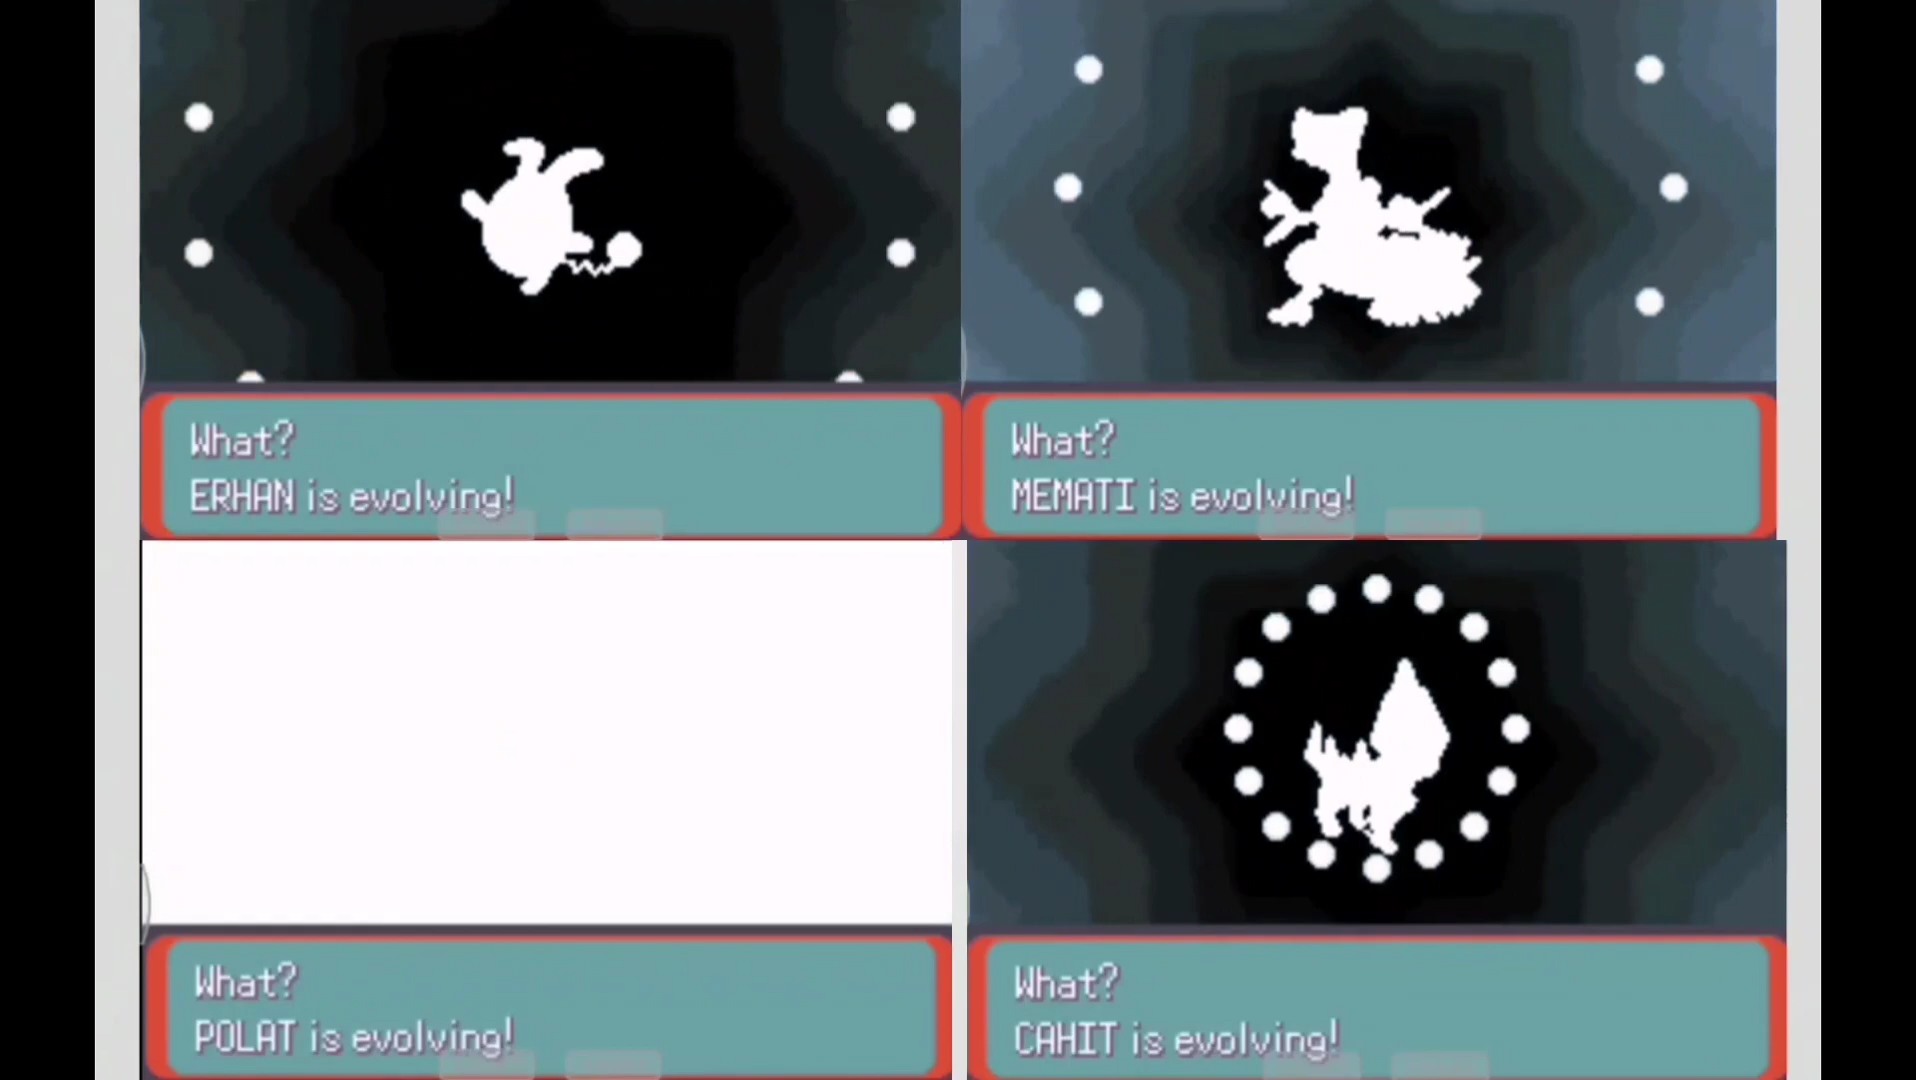 What?
ERHAN is evolving!
What?
MEMATI is evolving!
What?
POLAT is evolving!
What?
CAHIT is evolving!